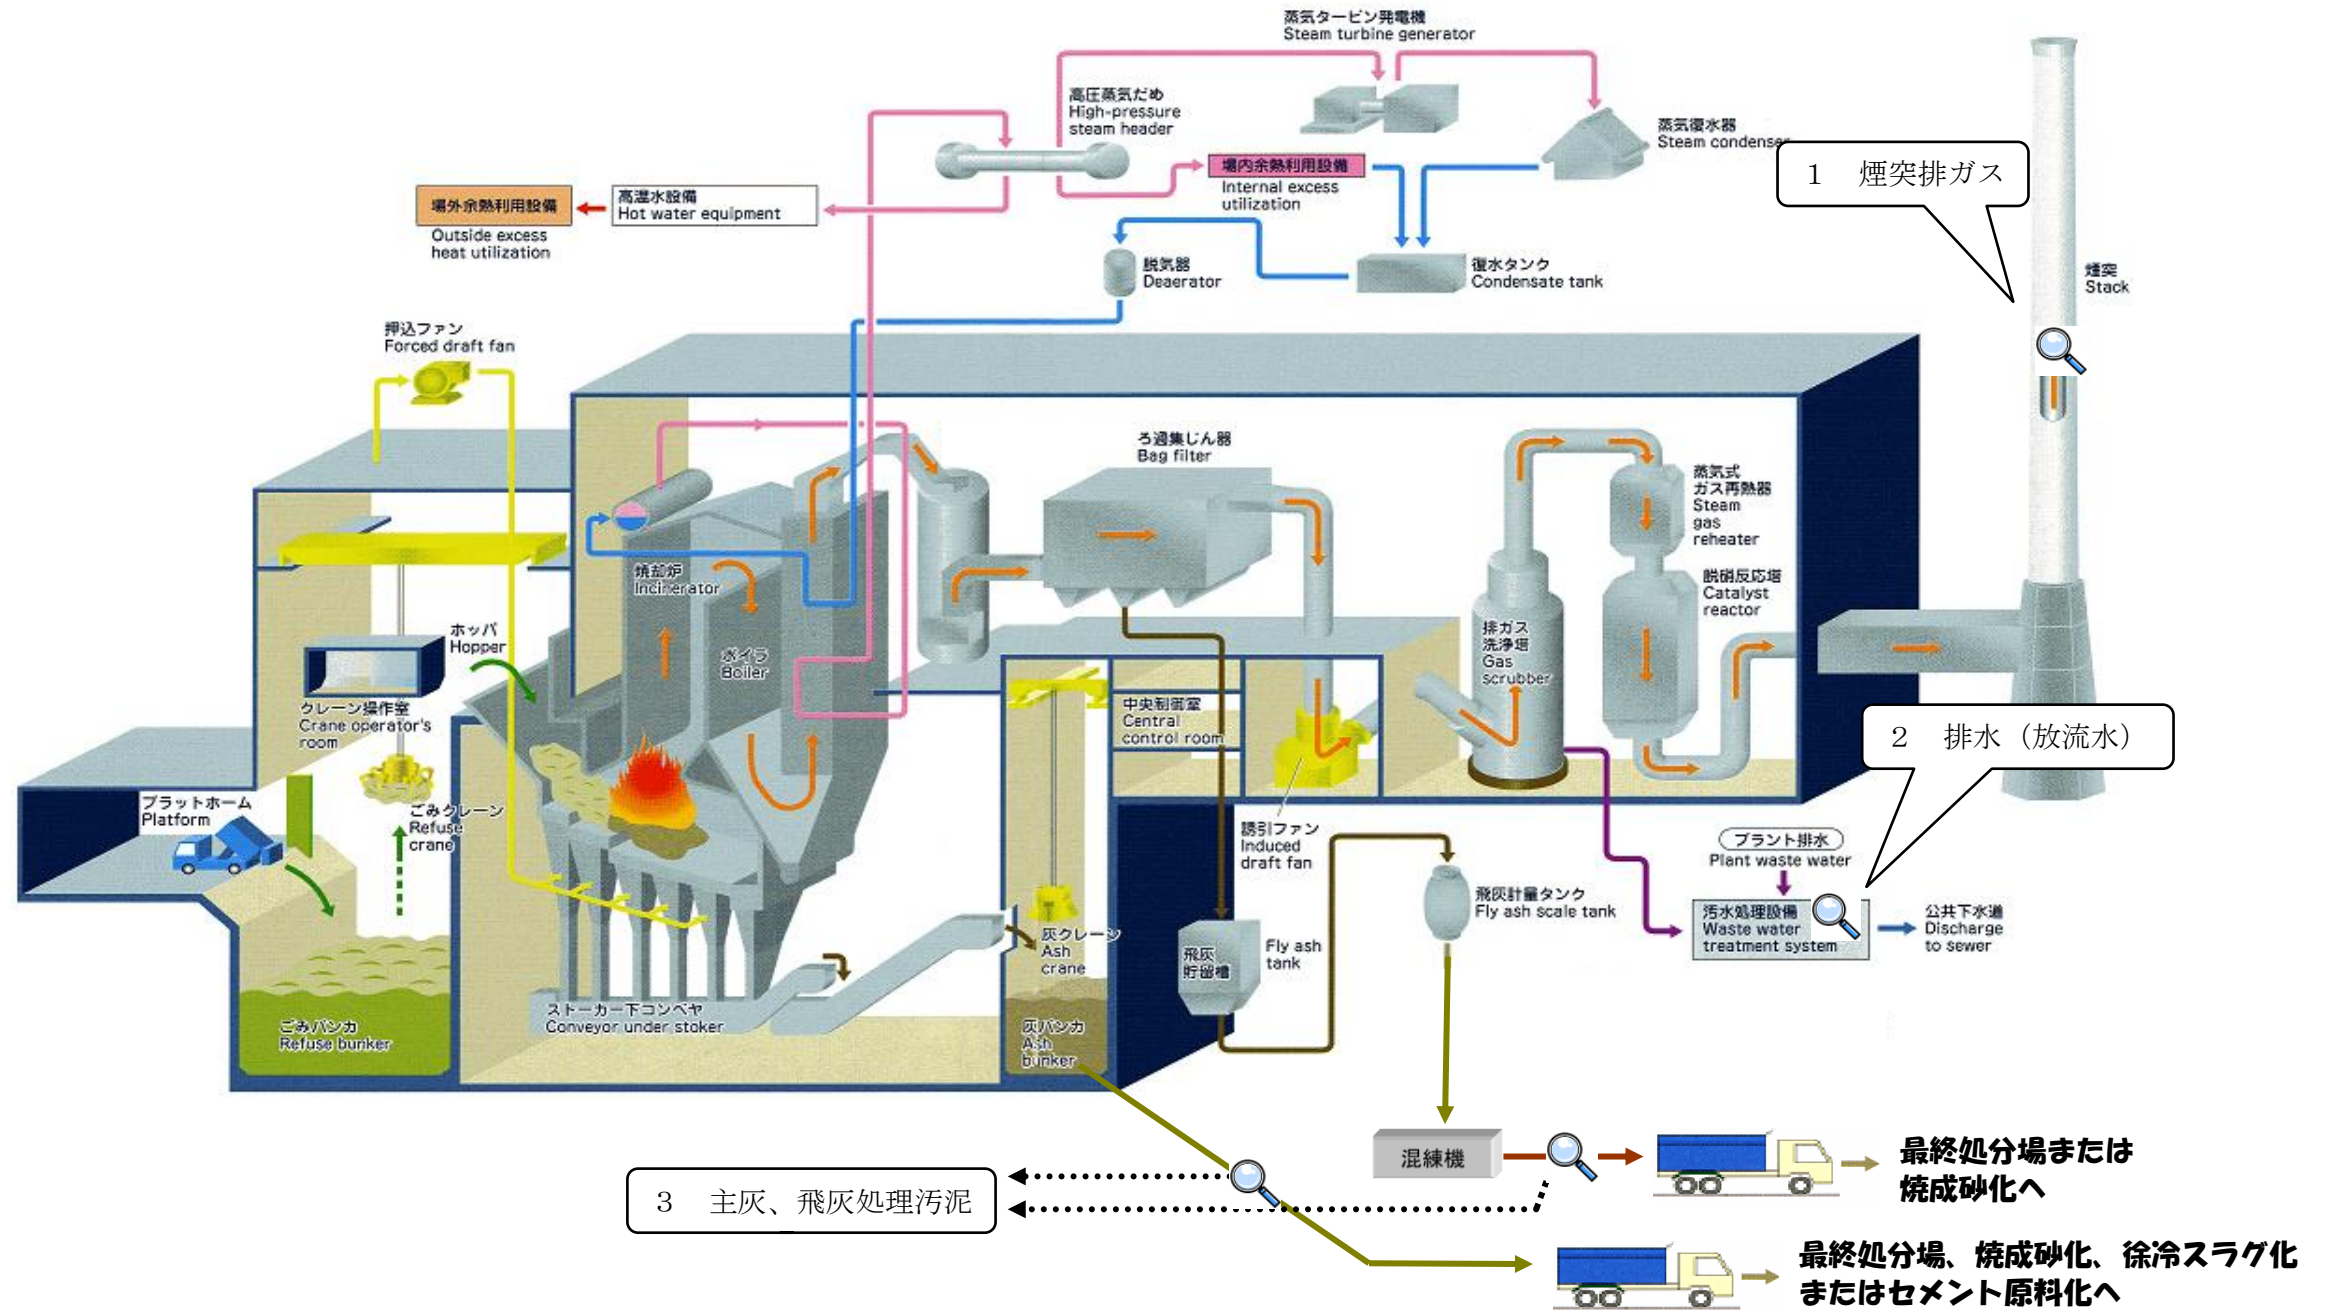 蒸気タービン発電機
Steam turbine generator
高圧蒸気だめ
High-pressure
steam header
蒸気復水器
Steam condenser
1　煙突排ガス
場内余熱利用設備
Internal excess
utilization
場外余熱利用設備
Outside excess
heat utilization
高温水設備
Hot water equipment
脱気器
Deaerator
復水タンク
Condensate tank
煙突
Stack
押込ファン
Forced draft fan
ろ過集じん器
Bag filter
蒸気式
ガス再熱器
Steam
gas
reheater
焼却炉
Incinerator
脱硝反応塔
Catalyst
reactor
ホッパ
Hopper
ボイラ
Boiler
排ガス
洗浄塔
Gas
scrubber
クレーン操作室
Crane operator's
room
中央制御室
Central
control room
2　排水（放流水）
プラットホーム
Platform
ごみクレーン
Refuse
crane
誘引ファン
Induced
draft fan
プラント排水
Plant waste water
飛灰計量タンク
Fly ash scale tank
汚水処理設備
Waste water
treatment system
公共下水道
Discharge
to sewer
灰クレーン
Ash
crane
飛灰
貯留槽
Fly ash
tank
ストーカー下コンベヤ
Conveyor under stoker
ごみバンカ
Refuse bunker
灰バンカ
Ash
bunker
混練機
最終処分場または
焼成砂化へ
3　主灰、飛灰処理汚泥
最終処分場、焼成砂化、徐冷スラグ化
またはセメント原料化へ